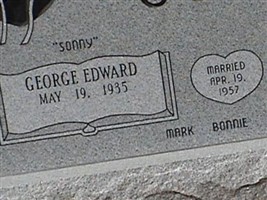 "SONNY"
GEORGE EDWARD
MAY 19, 1935
MARRIED
APR. 19,
1957
MARK BONNIE